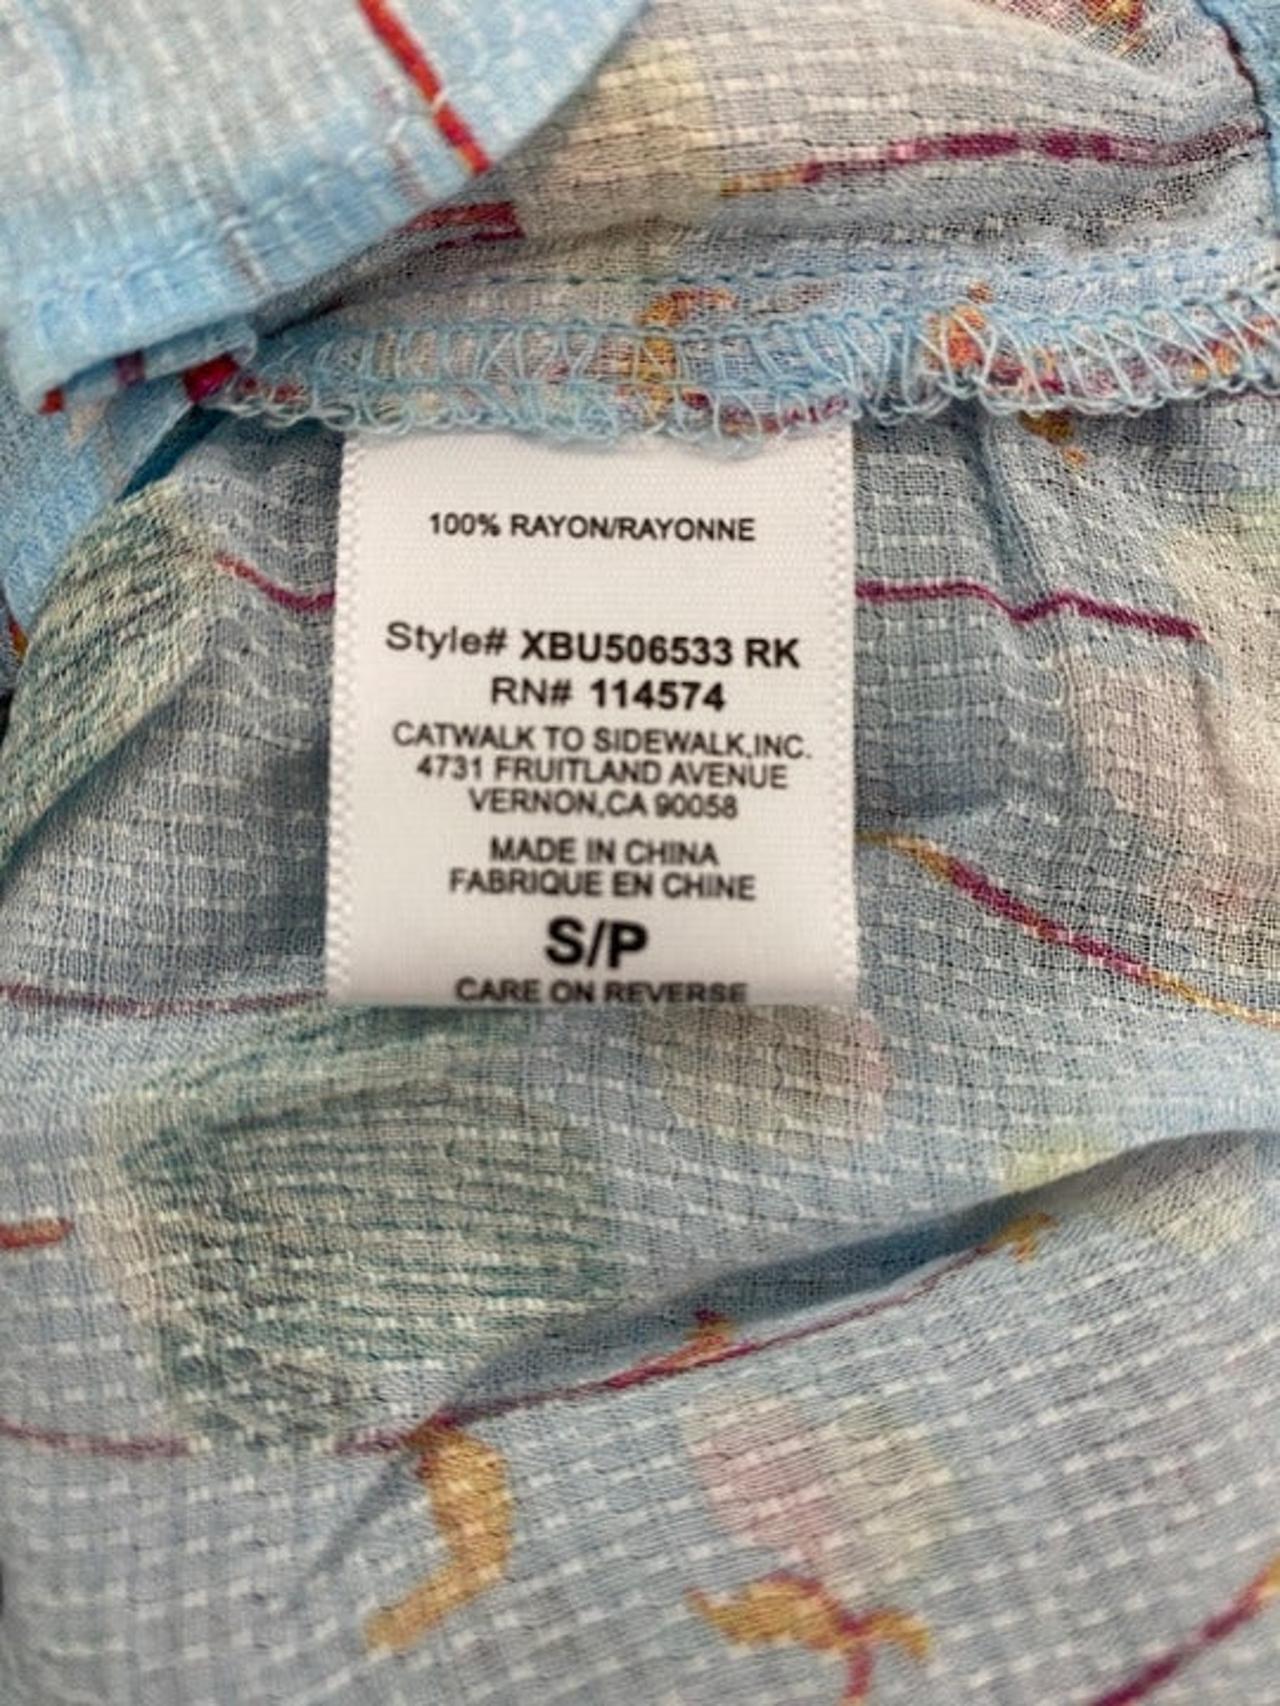 100% RAYON/RAYONNE
Style# XBU506533 RK
RN# 114574
CATWALK TO SIDEWALK,INC.
4731 FRUITLAND AVENUE
VERNON,CA 90058
MADE IN CHINA
FABRIQUE EN CHINE
S/P
CARE ON REVERSE